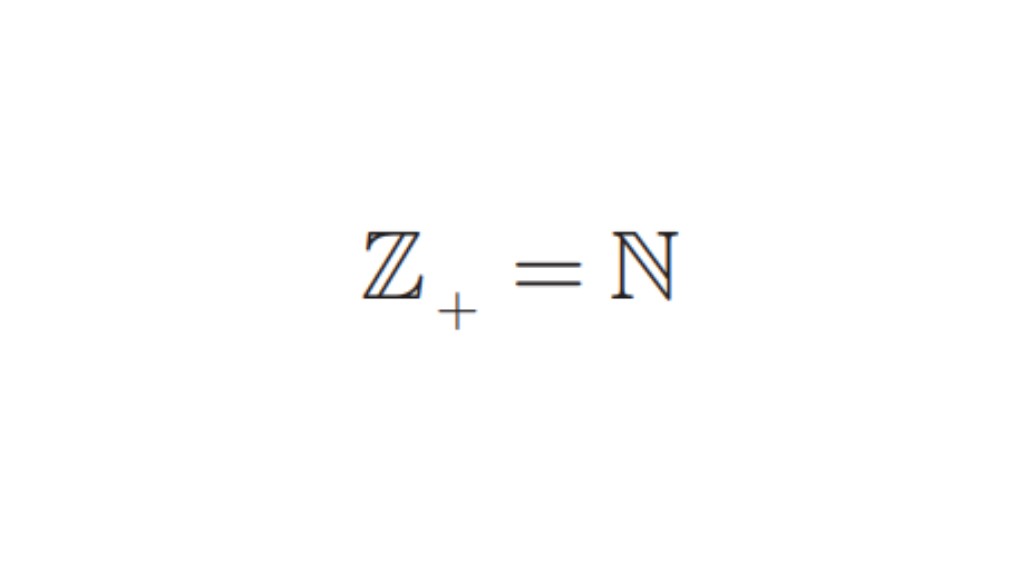 ℤ₊ = ℕ